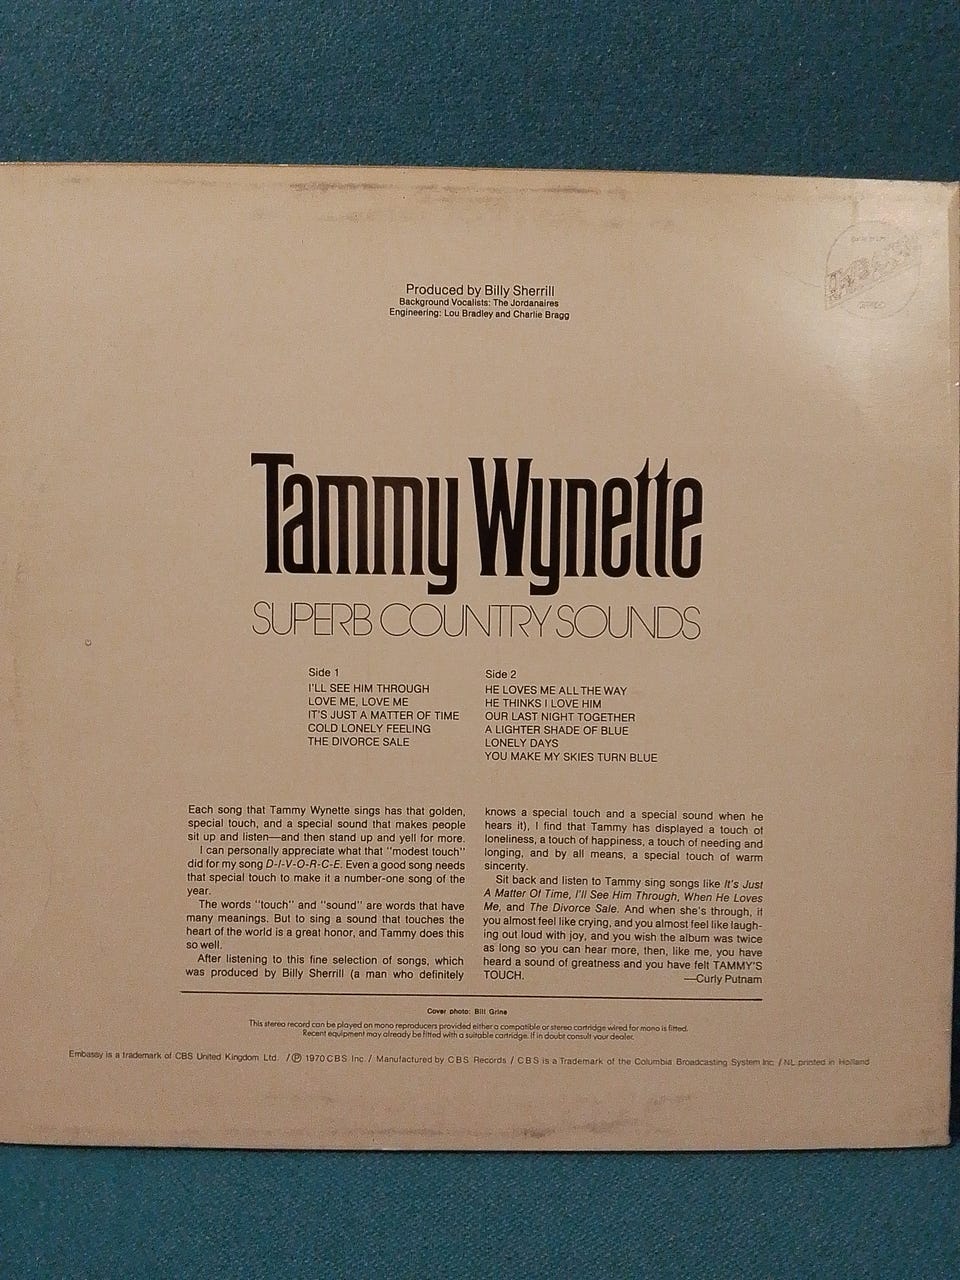 Produced by Billy Sherrill
Background Vocalists: The Jordanaires
Engineering: Lou Bradley and Charlie Bragg
Tammy Wynette
SUPERB COUNTRY SOUNDS
Side 1
I'LL SEE HIM THROUGH
LOVE ME, LOVE ME
IT'S JUST A MATTER OF TIME
COLD LONELY FEELING
THE DIVORCE SALE
Side 2
HE LOVES ME ALL THE WAY
HE THINKS I LOVE HIM
OUR LAST NIGHT TOGETHER
A LIGHTER SHADE OF BLUE
LONELY DAYS
YOU MAKE MY SKIES TURN BLUE
Each song that Tammy Wynette sings has that golden,
special touch, and a special sound that makes people
sit up and listen—and then stand up and yell for more.
I can personally appreciate what that "modest touch"
did for my song D-I-V-O-R-C-E. Even a good song needs
that special touch to make it a number-one song of the
year.
The words "touch" and "sound" are words that have
many meanings. But to sing a sound that touches the
heart of the world is a great honor, and Tammy does this
so well.
After listening to this fine selection of songs, which
was produced by Billy Sherrill (a man who definitely
knows a special touch and a special sound when he
hears it), I find that Tammy has displayed a touch of
loneliness, a touch of happiness, a touch of needing and
longing, and by all means, a special touch of warm
sincerity.
Sit back and listen to Tammy sing songs like It's Just
A Matter Of Time, I'll See Him Through, When He Loves
Me, and The Divorce Sale. And when she's through, if
you almost feel like crying, and you almost feel like laugh-
ing out loud with joy, and you wish the album was twice
as long so you can hear more, then, like me, you have
heard a sound of greatness and you have felt TAMMY'S
TOUCH.
—Curly Putnam
Cover photo: Bill Grine
This stereo record can be played on mono reproducers provided either a compatible or stereo cartridge wired for mono is fitted.
Recent equipment may already be fitted with a suitable cartridge. If in doubt consult your dealer.
Embassy is a trademark of CBS United Kingdom Ltd. / ℗ 1970 CBS Inc. / Manufactured by CBS Records / CBS is a Trademark of the Columbia Broadcasting System Inc. / NL printed in Holland